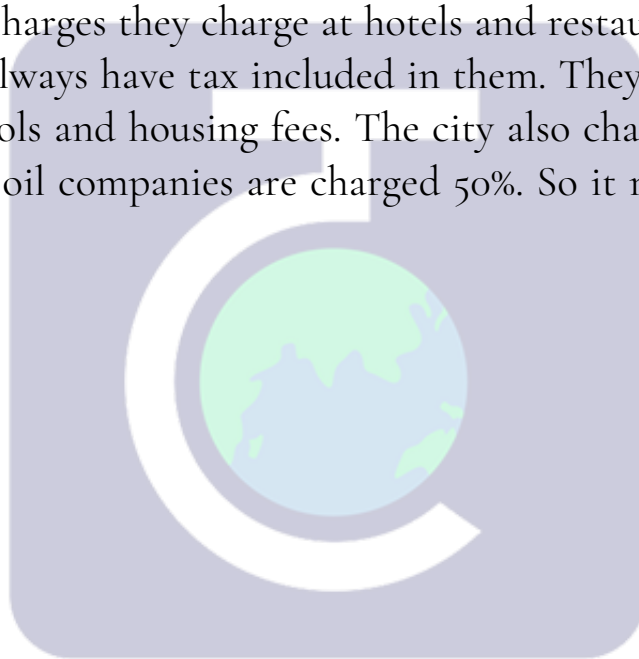 harges they charge at hotels and restau
lways have tax included in them. They
ols and housing fees. The city also cha
oil companies are charged 50%. So it